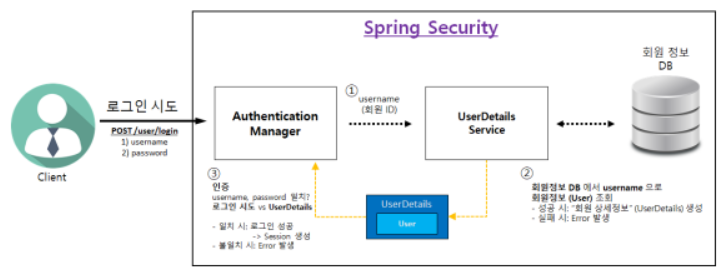 Spring Security
회원 정보
DB
로그인 시도
POST /user/login
1) username
2) password
Client
Authentication
Manager
①
username
(회원 ID)
UserDetails
Service
③
인증
username, password 일치?
로그인 시도 vs UserDetails
- 일치 시: 로그인 성공
-> Session 생성
- 불일치 시: Error 발생
UserDetails
User
②
회원정보 DB 에서 username 으로
회원정보 (User) 조회
- 성공 시: "회원 상세정보" (UserDetails) 생성
- 실패 시: Error 발생